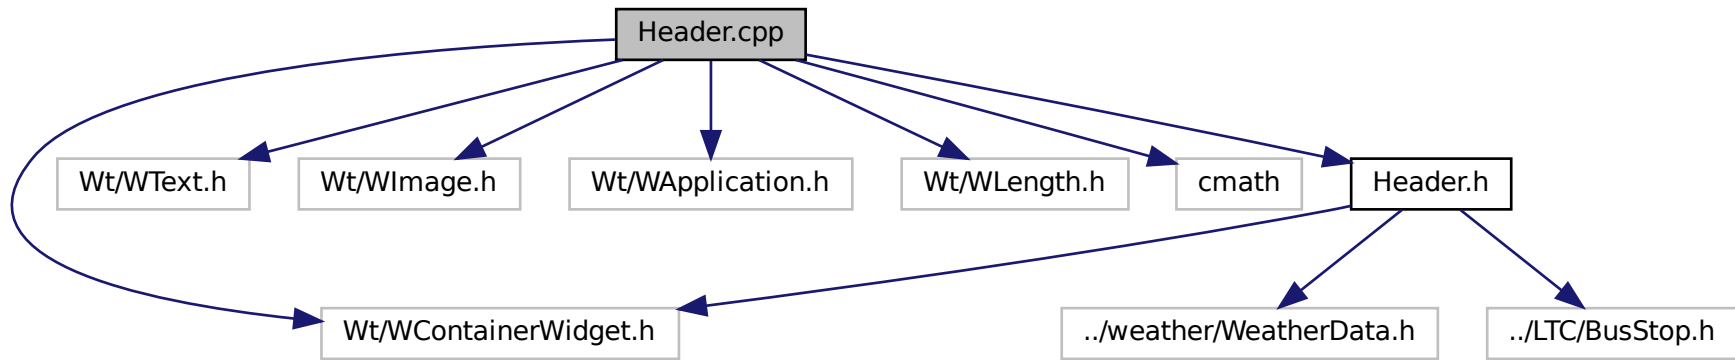 Header.cpp
Wt/WText.h
Wt/WImage.h
Wt/WApplication.h
Wt/WLength.h
cmath
Header.h
Wt/WContainerWidget.h
../weather/WeatherData.h
../LTC/BusStop.h